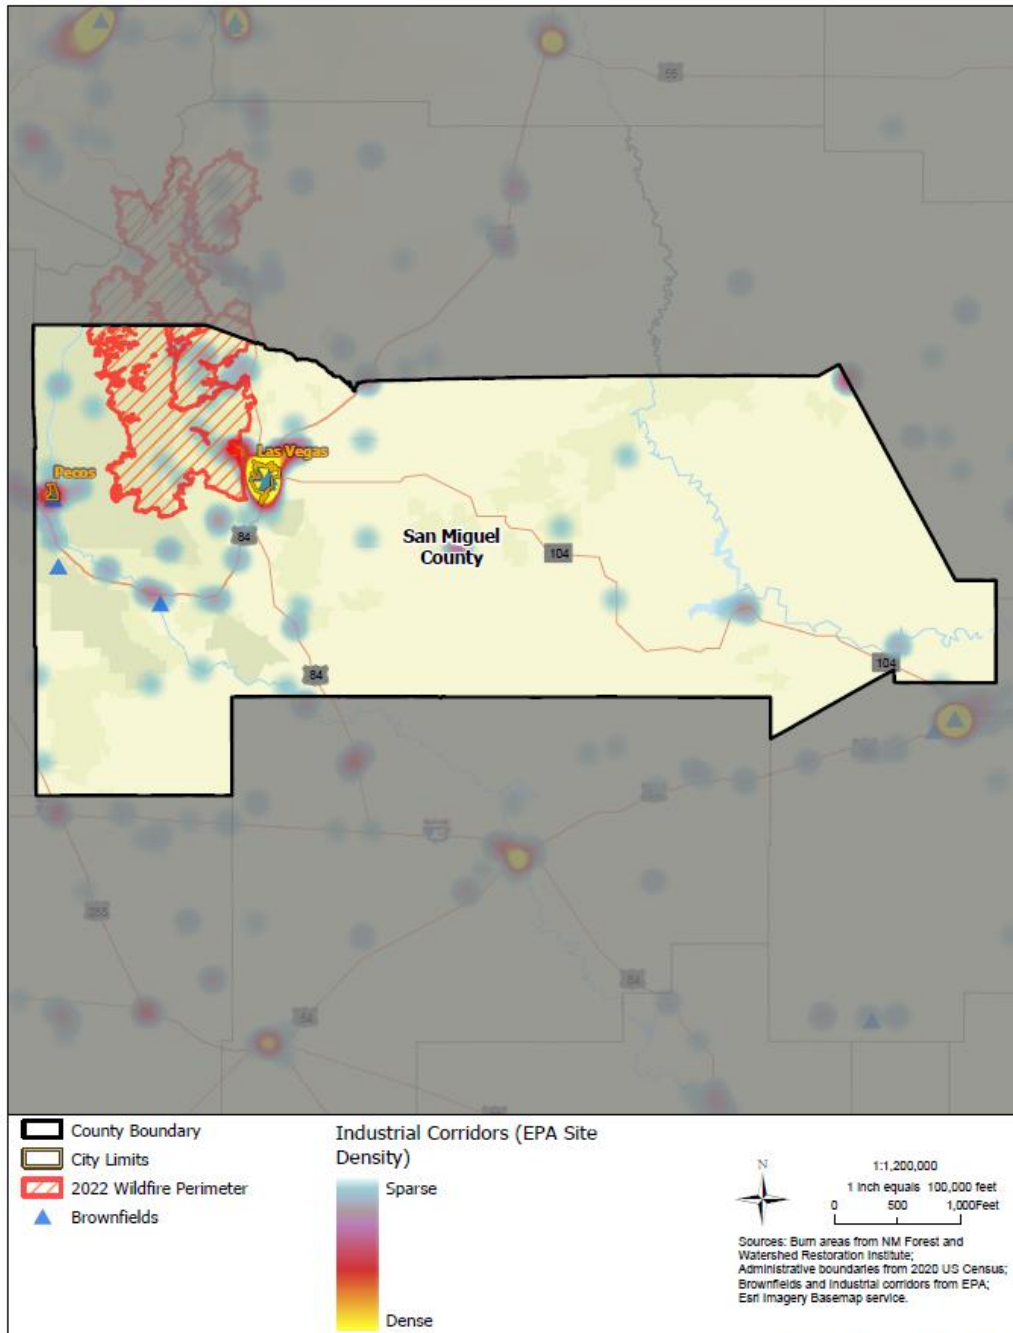 56
Las Vegas
Pecos
84
San Miguel
County
104
84
104
84
54
County Boundary
City Limits
2022 Wildfire Perimeter
Brownfields
Industrial Corridors (EPA Site
Density)
Sparse
Dense
N
1:1,200,000
1 inch equals 100,000 feet
0 500 1,000Feet
Sources: Burn areas from NM Forest and
Watershed Restoration Institute;
Administrative boundaries from 2020 US Census;
Brownfields and Industrial corridors from EPA;
Esri Imagery Basemap service.